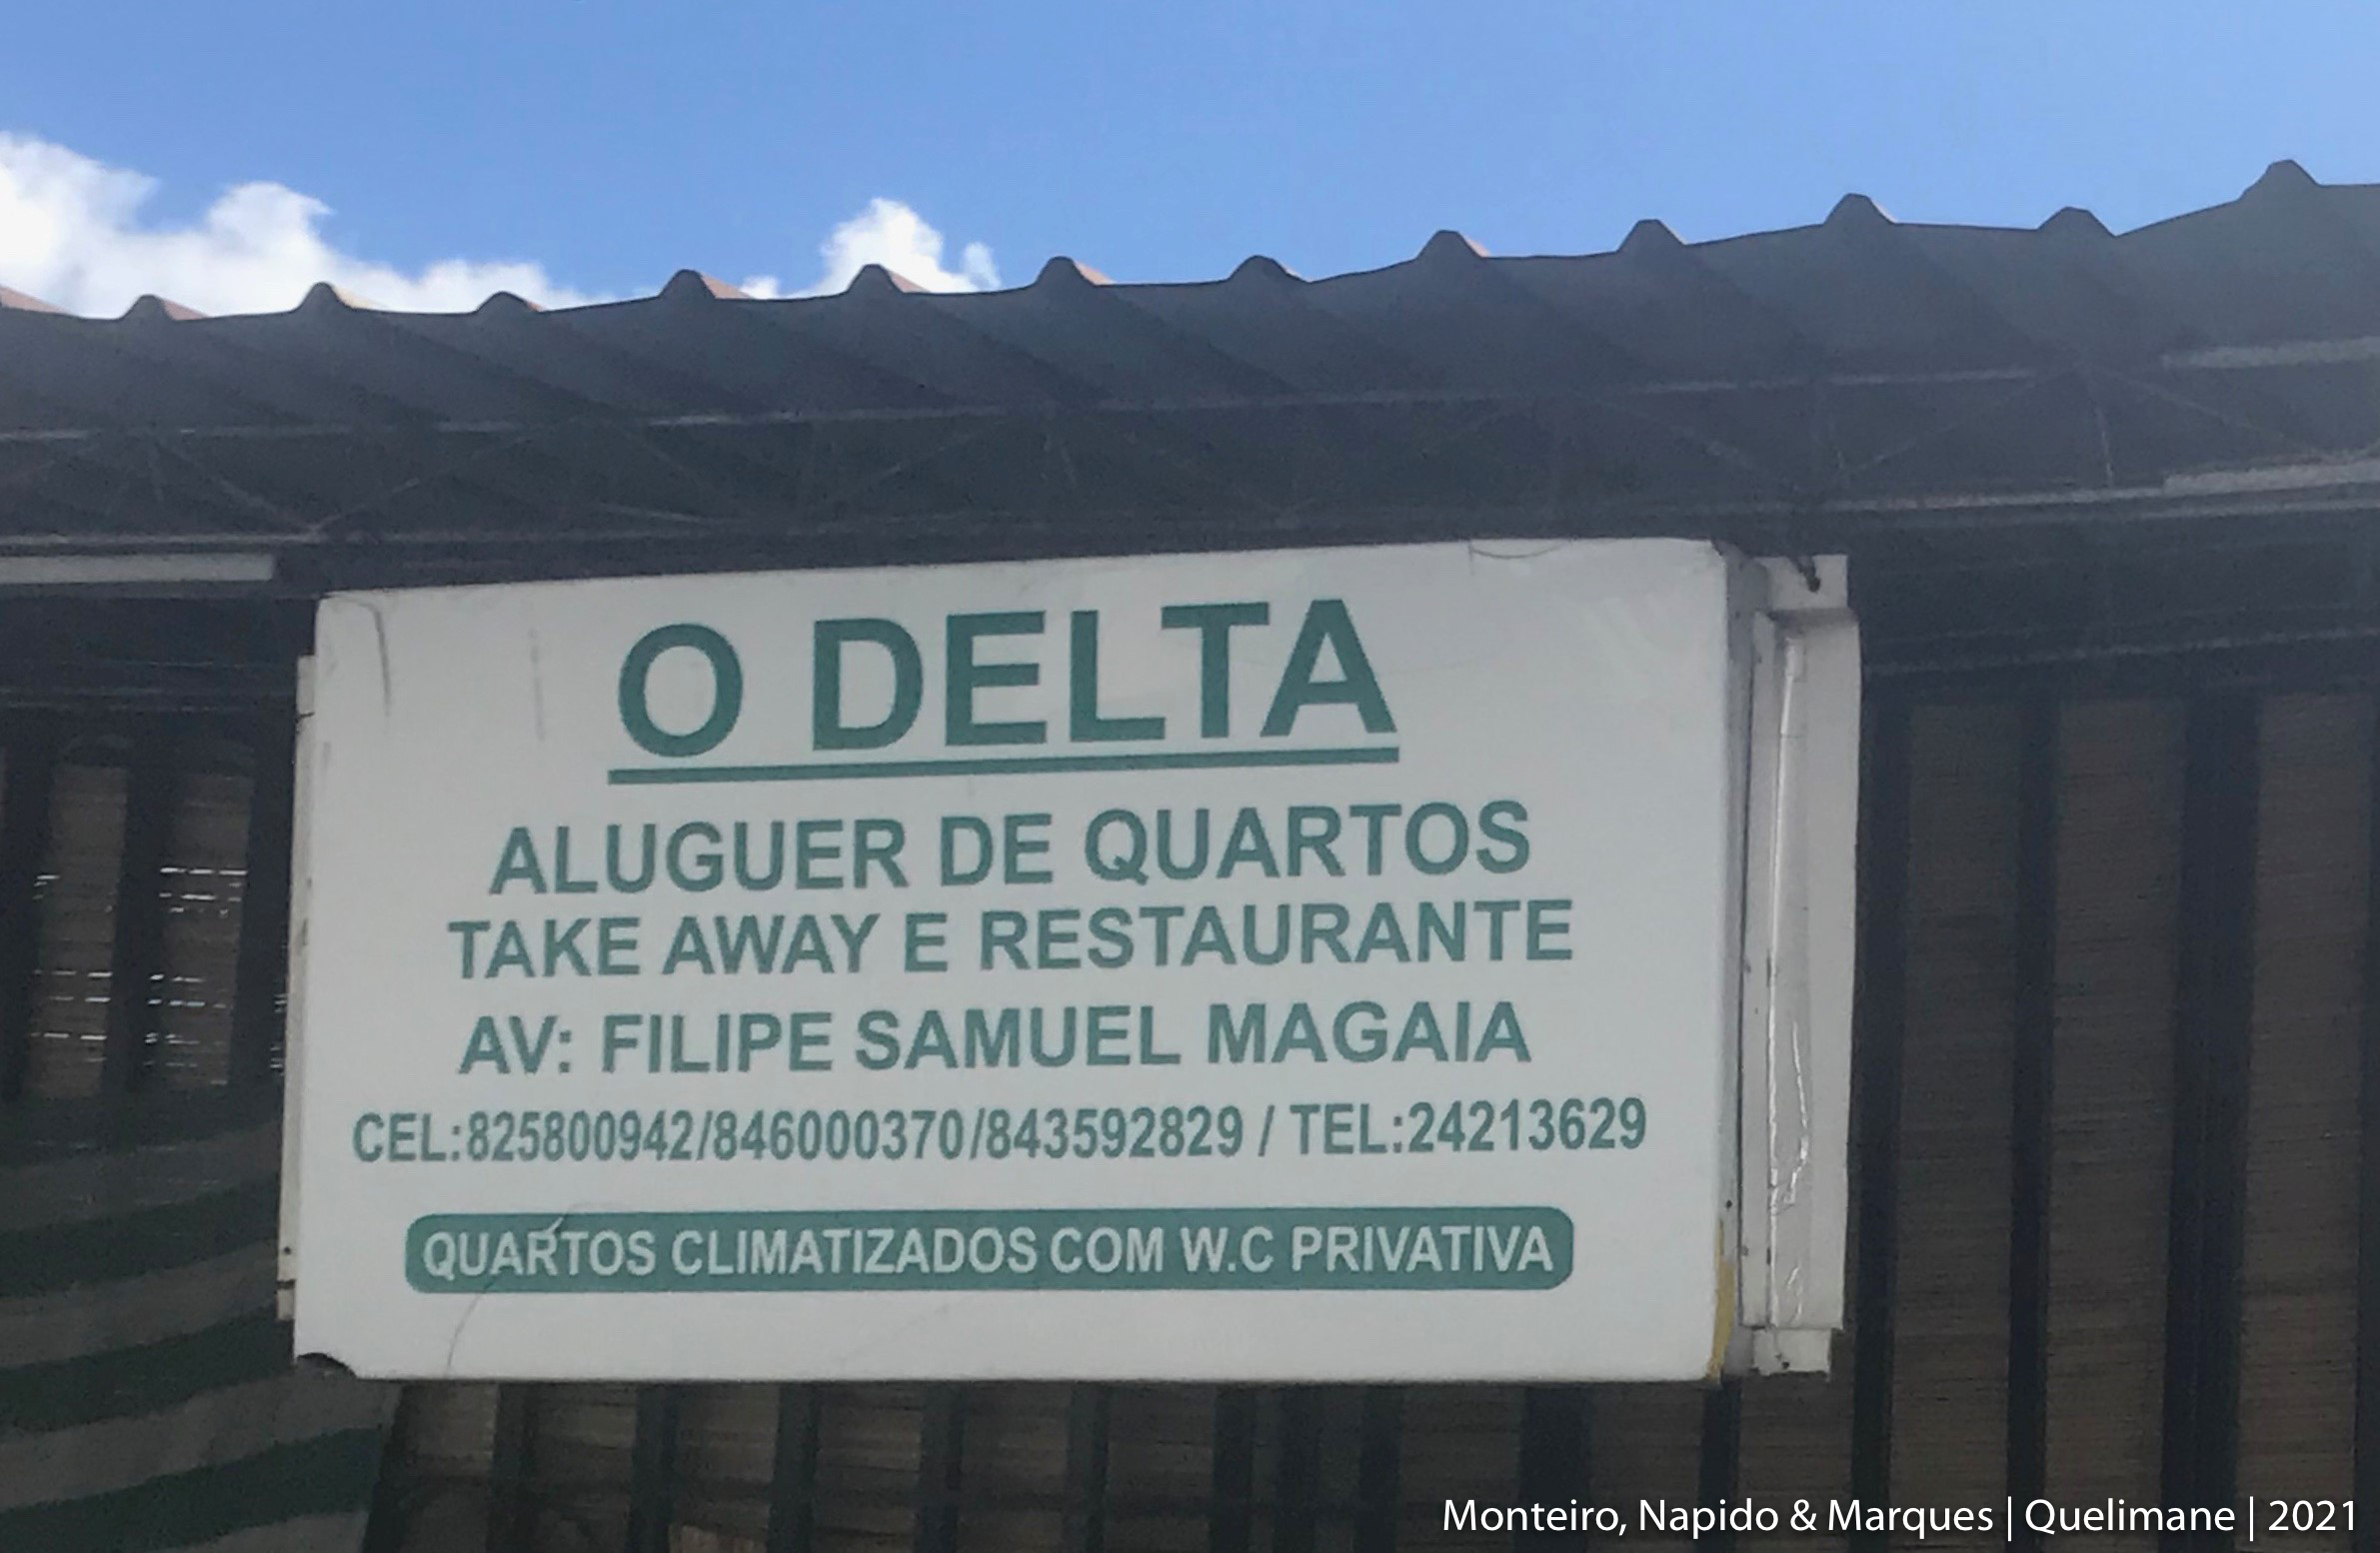 O DELTA
ALUGUER DE QUARTOS
TAKE AWAY E RESTAURANTE
AV: FILIPE SAMUEL MAGAIA
CEL:825800942/846000370/843592829 / TEL:24213629
QUARTOS CLIMATIZADOS COM W.C PRIVATIVA
Monteiro, Napido & Marques | Quelimane | 2021